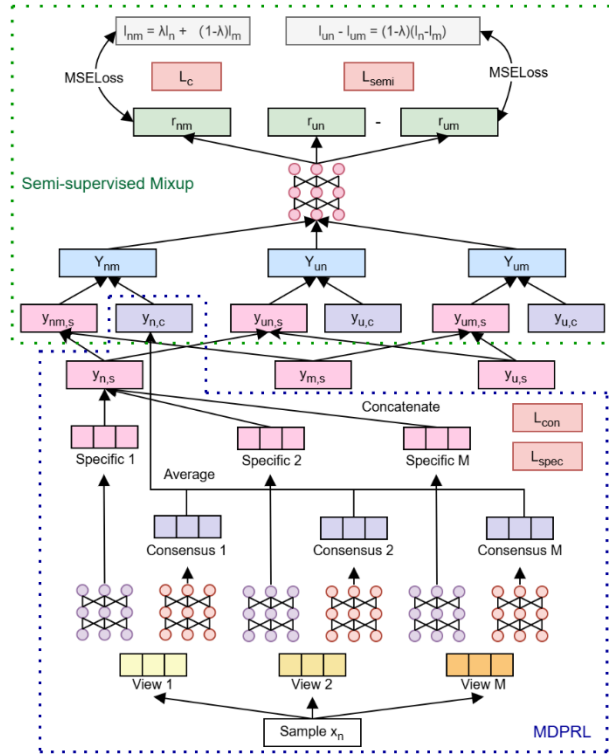 l_nm = λl_n + (1-λ)l_m
l_un - l_um = (1-λ)(l_n-l_m)
MSELoss
L_c
L_semi
MSELoss
r_nm
r_un
-
r_um
Semi-supervised Mixup
Y_nm
Y_un
Y_um
y_nm,s
y_n,c
y_un,s
y_u,c
y_um,s
y_u,c
y_n,s
y_m,s
y_u,s
Concatenate
L_con
Specific 1
Specific 2
Specific M
L_spec
Average
Consensus 1
Consensus 2
Consensus M
View 1
View 2
View M
Sample x_n
MDPRL